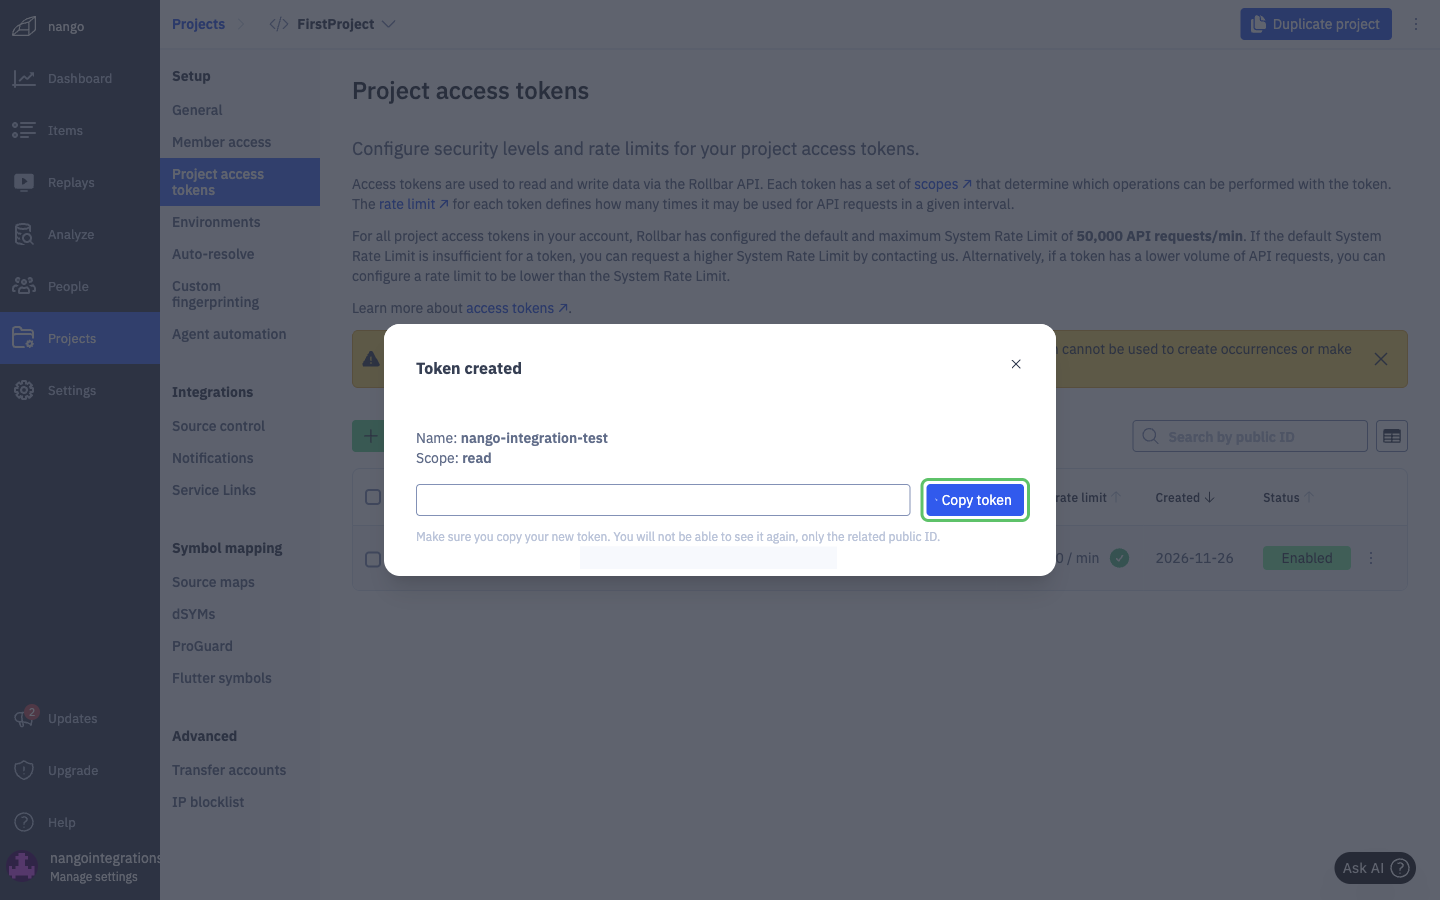 nango
Dashboard
Items
Replays
Analyze
People
Projects
Settings
Updates
2
Upgrade
Help
nangointegrations
Manage settings
Projects
FirstProject
Duplicate project
Setup
General
Member access
Project access
tokens
Environments
Auto-resolve
Custom
fingerprinting
Agent automation
Integrations
Source control
Notifications
Service Links
Symbol mapping
Source maps
dSYMs
ProGuard
Flutter symbols
Advanced
Transfer accounts
IP blocklist
Project access tokens
Configure security levels and rate limits for your project access tokens.
Access tokens are used to read and write data via the Rollbar API. Each token has a set of scopes that determine which operations can be performed with the token.
The rate limit for each token defines how many times it may be used for API requests in a given interval.
For all project access tokens in your account, Rollbar has configured the default and maximum System Rate Limit of 50,000 API requests/min. If the default System
Rate Limit is insufficient for a token, you can request a higher System Rate Limit by contacting us. Alternatively, if a token has a lower volume of API requests, you can
configure a rate limit to be lower than the System Rate Limit.
Learn more about access tokens.
cannot be used to create occurrences or make
Search by public ID
rate limit
Created
Status
0 / min
2026-11-26
Enabled
Token created
Name: nango-integration-test
Scope: read
Copy token
Make sure you copy your new token. You will not be able to see it again, only the related public ID.
Ask AI